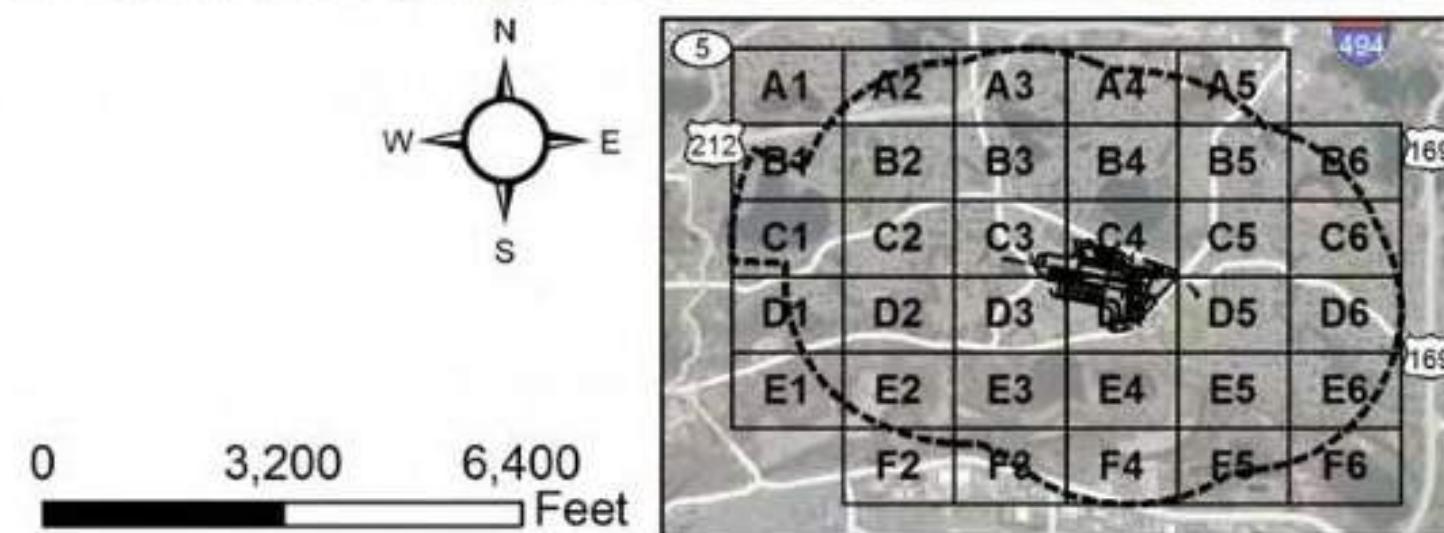 N
W E
S
0 3,200 6,400
Feet
5 494
A1 A2 A3 A4 A5
212 B1 B2 B3 B4 B5 B6 169
C1 C2 C3 C4 C5 C6
D1 D2 D3 D5 D6
169
E1 E2 E3 E4 E5 E6
F2 F3 F4 F5 F6